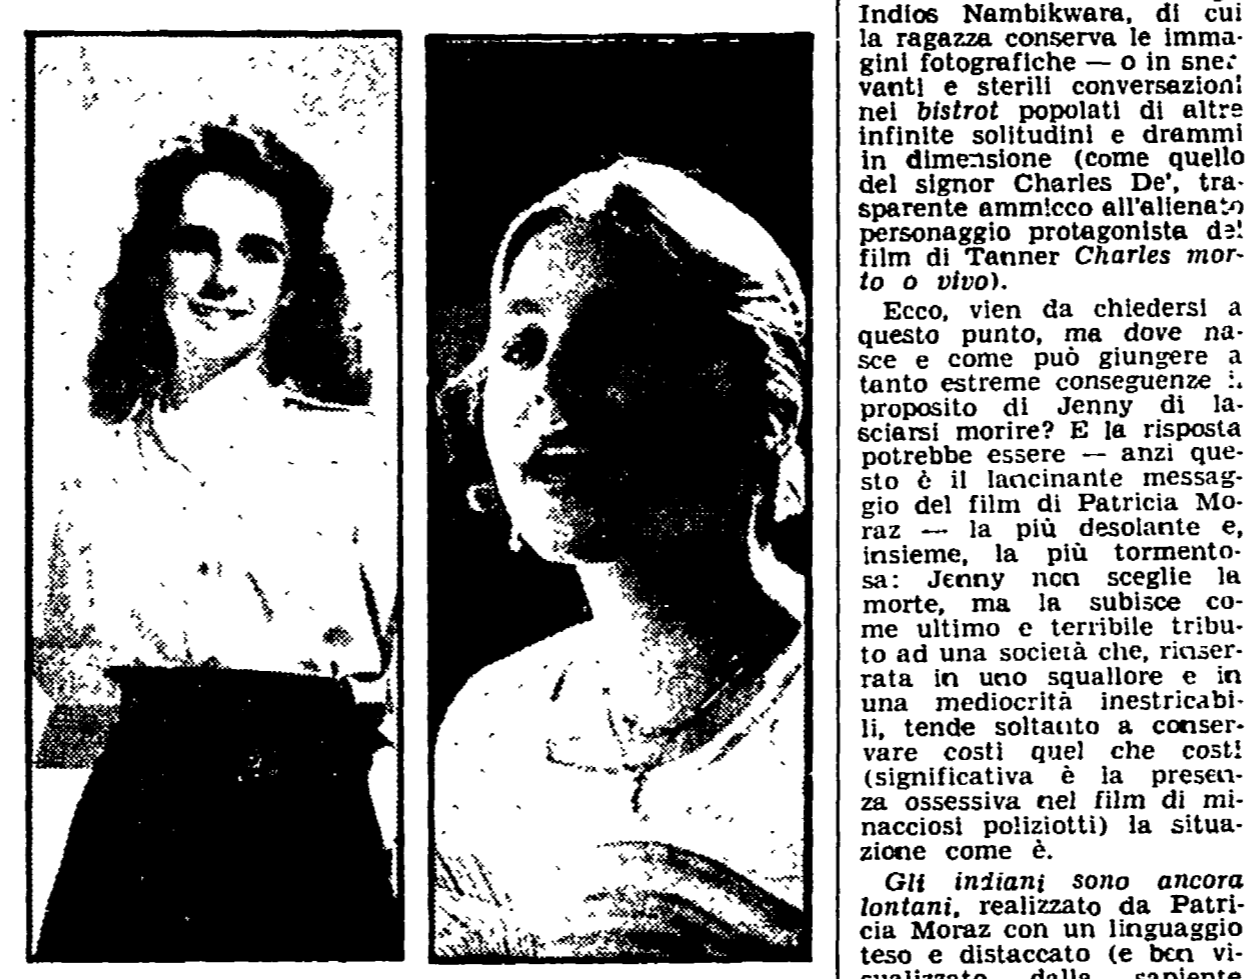 Indios Nambikwara, di cui
la ragazza conserva le imma-
gini fotografiche — o in sner-
vanti e sterili conversazioni
nei bistrot popolati di altre
infinite solitudini e drammi
in dimensione (come quello
del signor Charles De', tra-
sparente ammicco all'alienato
personaggio protagonista del
film di Tanner Charles mor-
to o vivo).
Ecco, vien da chiedersi a
questo punto, ma dove na-
sce e come può giungere a
tanto estreme conseguenze il
proposito di Jenny di la-
sciarsi morire? E la risposta
potrebbe essere — anzi que-
sto è il lancinante messag-
gio del film di Patricia Mo-
raz — la più desolante e,
insieme, la più tormento-
sa: Jenny non sceglie la
morte, ma la subisce co-
me ultimo e terribile tribu-
to ad una società che, rinser-
rata in uno squallore e in
una mediocrità inestricabi-
li, tende soltanto a conser-
vare costi quel che costi
(significativa è la presen-
za ossessiva nel film di mi-
nacciosi poliziotti) la situa-
zione come è.
Gli indiani sono ancora
lontani, realizzato da Patri-
cia Moraz con un linguaggio
teso e distaccato (e ben vi-
sualizzato dalla sapiente